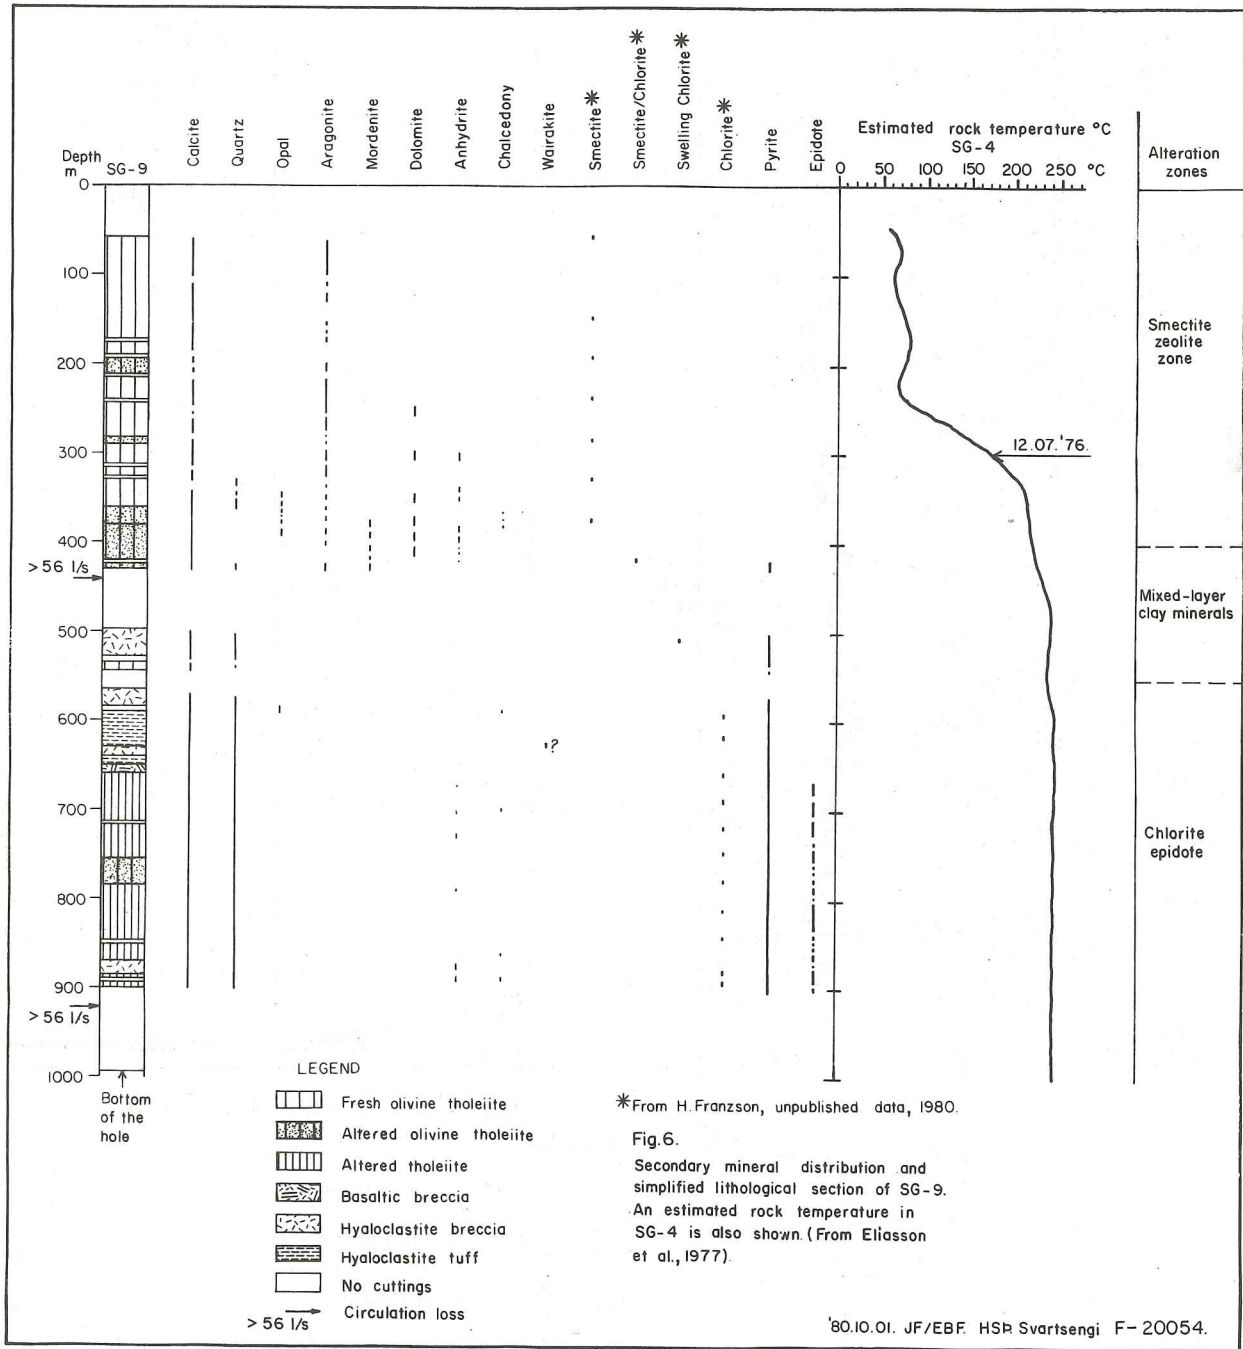 Calcite
Quartz
Opal
Aragonite
Mordenite
Dolomite
Anhydrite
Chalcedony
Wairakite
Smectite*
Smectite/Chlorite*
Swelling Chlorite*
Chlorite*
Pyrite
Epidote
Estimated rock temperature °C
SG-4
0 50 100 150 200 250 °C
Alteration
zones
Depth
m
SG-9
0
100
200
300
400
> 56 l/s
500
600
700
800
900
> 56 l/s
1000
Bottom
of the
hole
?
12.07.'76.
Smectite
zeolite
zone
Mixed-layer
clay minerals
Chlorite
epidote
LEGEND
Fresh olivine tholeiite
Altered olivine tholeiite
Altered tholeiite
Basaltic breccia
Hyaloclastite breccia
Hyaloclastite tuff
No cuttings
> 56 l/s Circulation loss
*From H. Franzson, unpublished data, 1980.
Fig.6.
Secondary mineral distribution and
simplified lithological section of SG-9.
An estimated rock temperature in
SG-4 is also shown. (From Eliasson
et al., 1977).
'80.10.01. JF/EBF. HSÞ Svartsengi F-20054.